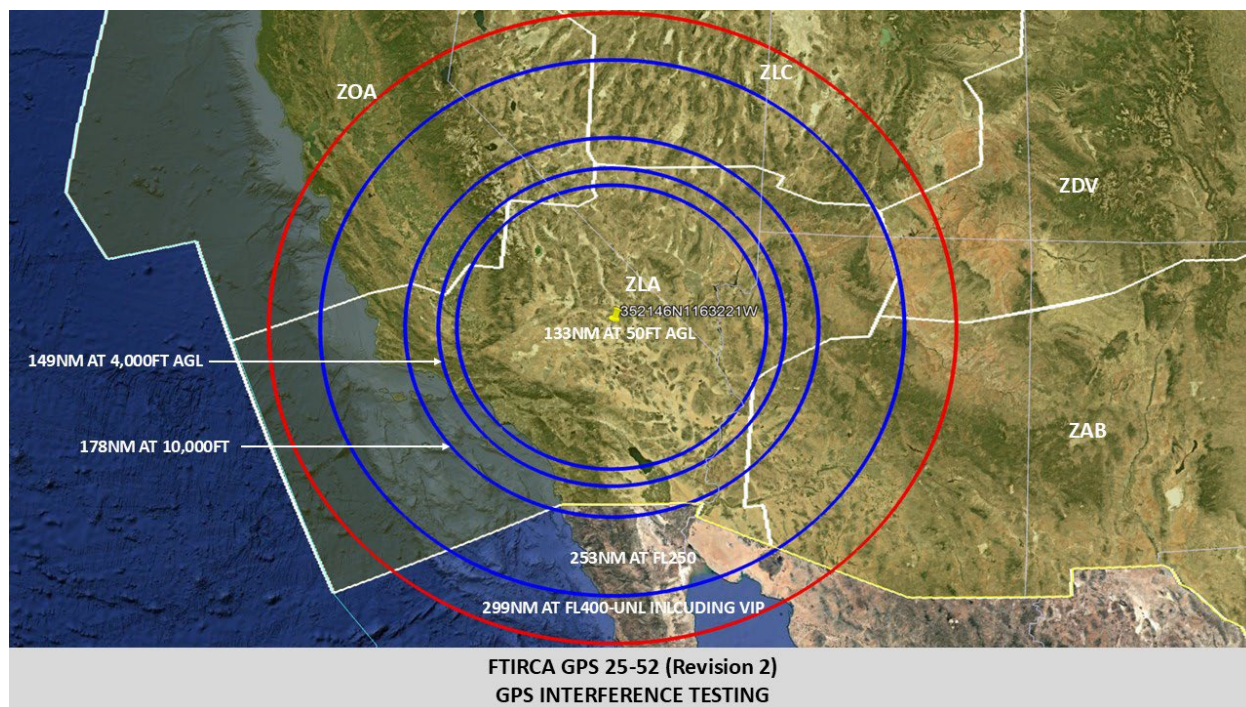 ZOA
ZLC
ZDV
ZLA
352146N1163221W
133NM AT 50FT AGL
149NM AT 4,000FT AGL
ZAB
178NM AT 10,000FT
253NM AT FL250
299NM AT FL400-UNL INLCUDING VIP
FTIRCA GPS 25-52 (Revision 2)
GPS INTERFERENCE TESTING